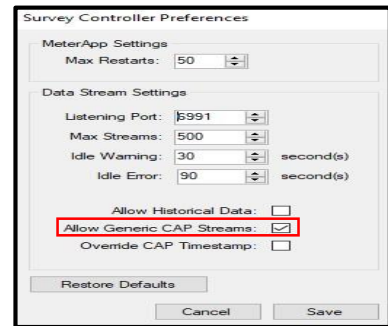 Survey Controller Preferences
MeterApp Settings
Max Restarts: 50
Data Stream Settings
Listening Port: 6991
Max Streams: 500
Idle Warning: 30 second(s)
Idle Error: 90 second(s)
Allow Historical Data:
Allow Generic CAP Streams:
Override CAP Timestamp:
Restore Defaults
Cancel Save